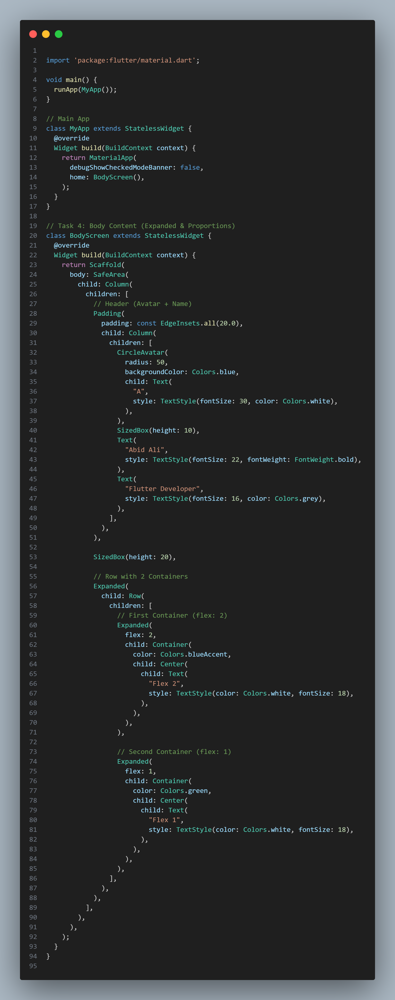 1
2 import 'package:flutter/material.dart';
3
4 void main() {
5   runApp(MyApp());
6 }
7
8 // Main App
9 class MyApp extends StatelessWidget {
10   @override
11   Widget build(BuildContext context) {
12     return MaterialApp(
13       debugShowCheckedModeBanner: false,
14       home: BodyScreen(),
15     );
16   }
17 }
18
19 // Task 4: Body Content (Expanded & Proportions)
20 class BodyScreen extends StatelessWidget {
21   @override
22   Widget build(BuildContext context) {
23     return Scaffold(
24       body: SafeArea(
25         child: Column(
26           children: [
27             // Header (Avatar + Name)
28             Padding(
29               padding: const EdgeInsets.all(20.0),
30               child: Column(
31                 children: [
32                   CircleAvatar(
33                     radius: 50,
34                     backgroundColor: Colors.blue,
35                     child: Text(
36                       "A",
37                       style: TextStyle(fontSize: 30, color: Colors.white),
38                     ),
39                   ),
40                   SizedBox(height: 10),
41                   Text(
42                     "Abid Ali",
43                     style: TextStyle(fontSize: 22, fontWeight: FontWeight.bold),
44                   ),
45                   Text(
46                     "Flutter Developer",
47                     style: TextStyle(fontSize: 16, color: Colors.grey),
48                   ),
49                 ],
50               ),
51             ),
52
53             SizedBox(height: 20),
54
55             // Row with 2 Containers
56             Expanded(
57               child: Row(
58                 children: [
59                   // First Container (flex: 2)
60                   Expanded(
61                     flex: 2,
62                     child: Container(
63                       color: Colors.blueAccent,
64                       child: Center(
65                         child: Text(
66                           "Flex 2",
67                           style: TextStyle(color: Colors.white, fontSize: 18),
68                         ),
69                       ),
70                     ),
71                   ),
72
73                   // Second Container (flex: 1)
74                   Expanded(
75                     flex: 1,
76                     child: Container(
77                       color: Colors.green,
78                       child: Center(
79                         child: Text(
80                           "Flex 1",
81                           style: TextStyle(color: Colors.white, fontSize: 18),
82                         ),
83                       ),
84                     ),
85                   ),
86                 ],
87               ),
88             ),
89           ],
90         ),
91       ),
92     );
93   }
94 }
95